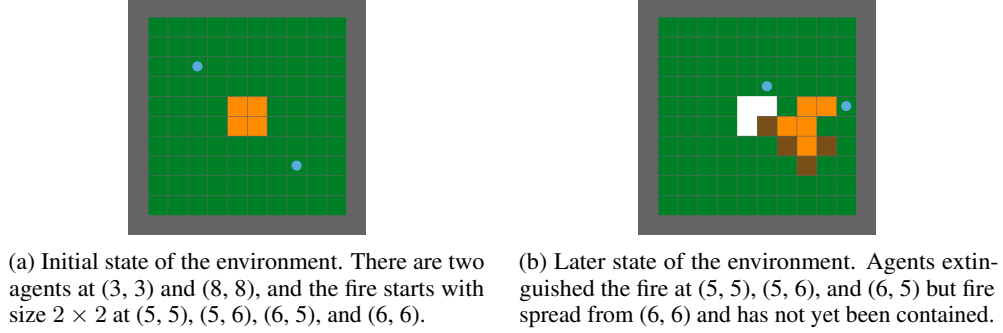 (a) Initial state of the environment. There are two
agents at (3, 3) and (8, 8), and the fire starts with
size 2 × 2 at (5, 5), (5, 6), (6, 5), and (6, 6).
(b) Later state of the environment. Agents extin-
guished the fire at (5, 5), (5, 6), and (6, 5) but fire
spread from (6, 6) and has not yet been contained.